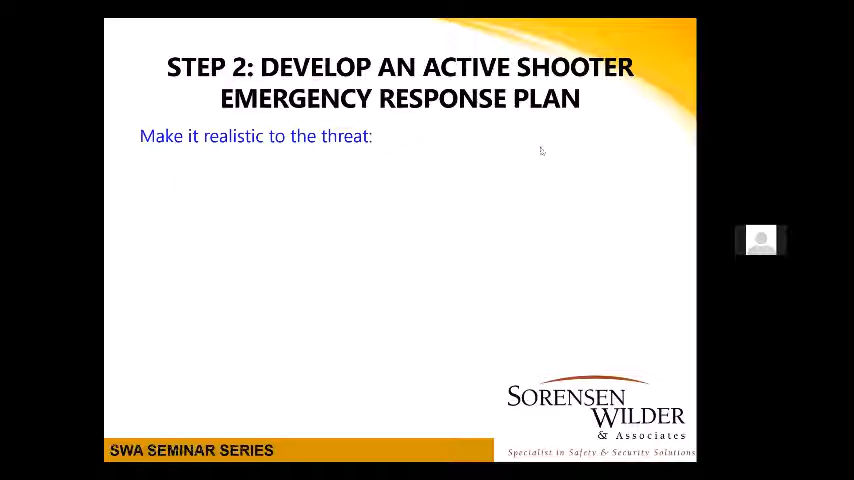 STEP 2: DEVELOP AN ACTIVE SHOOTER
EMERGENCY RESPONSE PLAN
Make it realistic to the threat:
SORENSEN
WILDER
& Associates
Specialist in Safety & Security Solutions
SWA SEMINAR SERIES